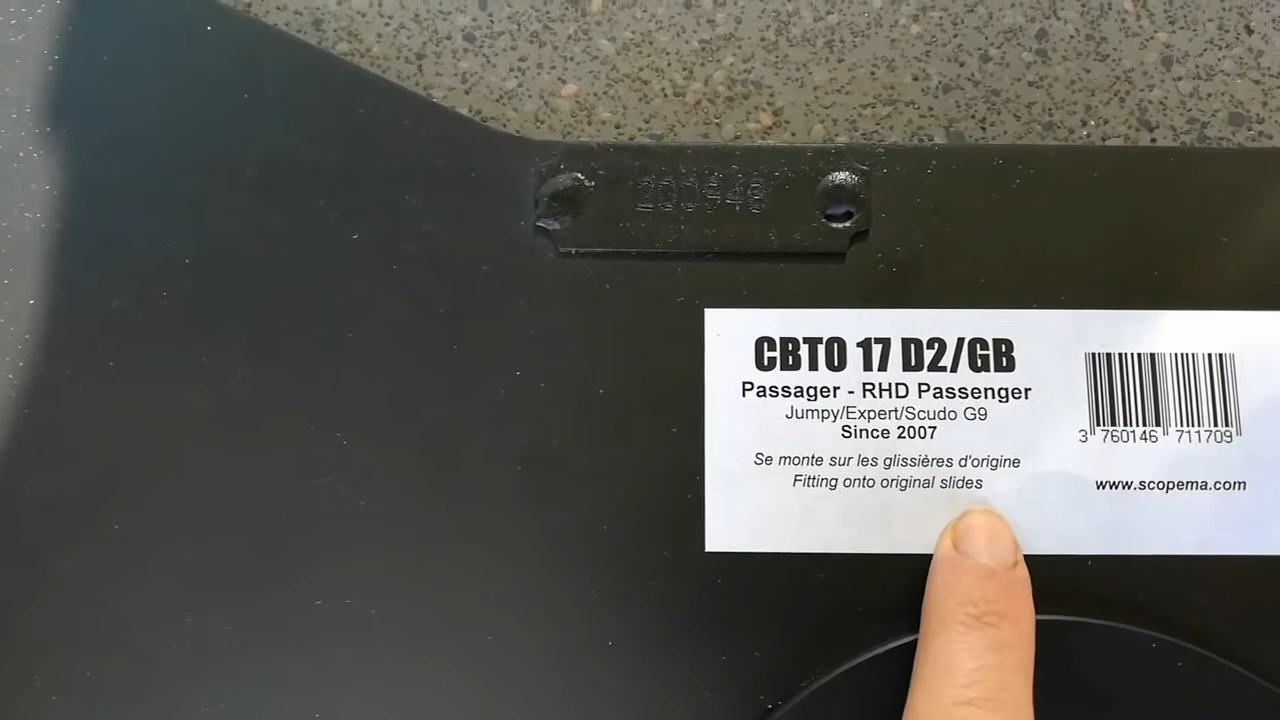 200948
CBTO 17 D2/GB
Passager - RHD Passenger
Jumpy/Expert/Scudo G9
Since 2007
Se monte sur les glissières d'origine
Fitting onto original slides
3 760146 711709
www.scopema.com